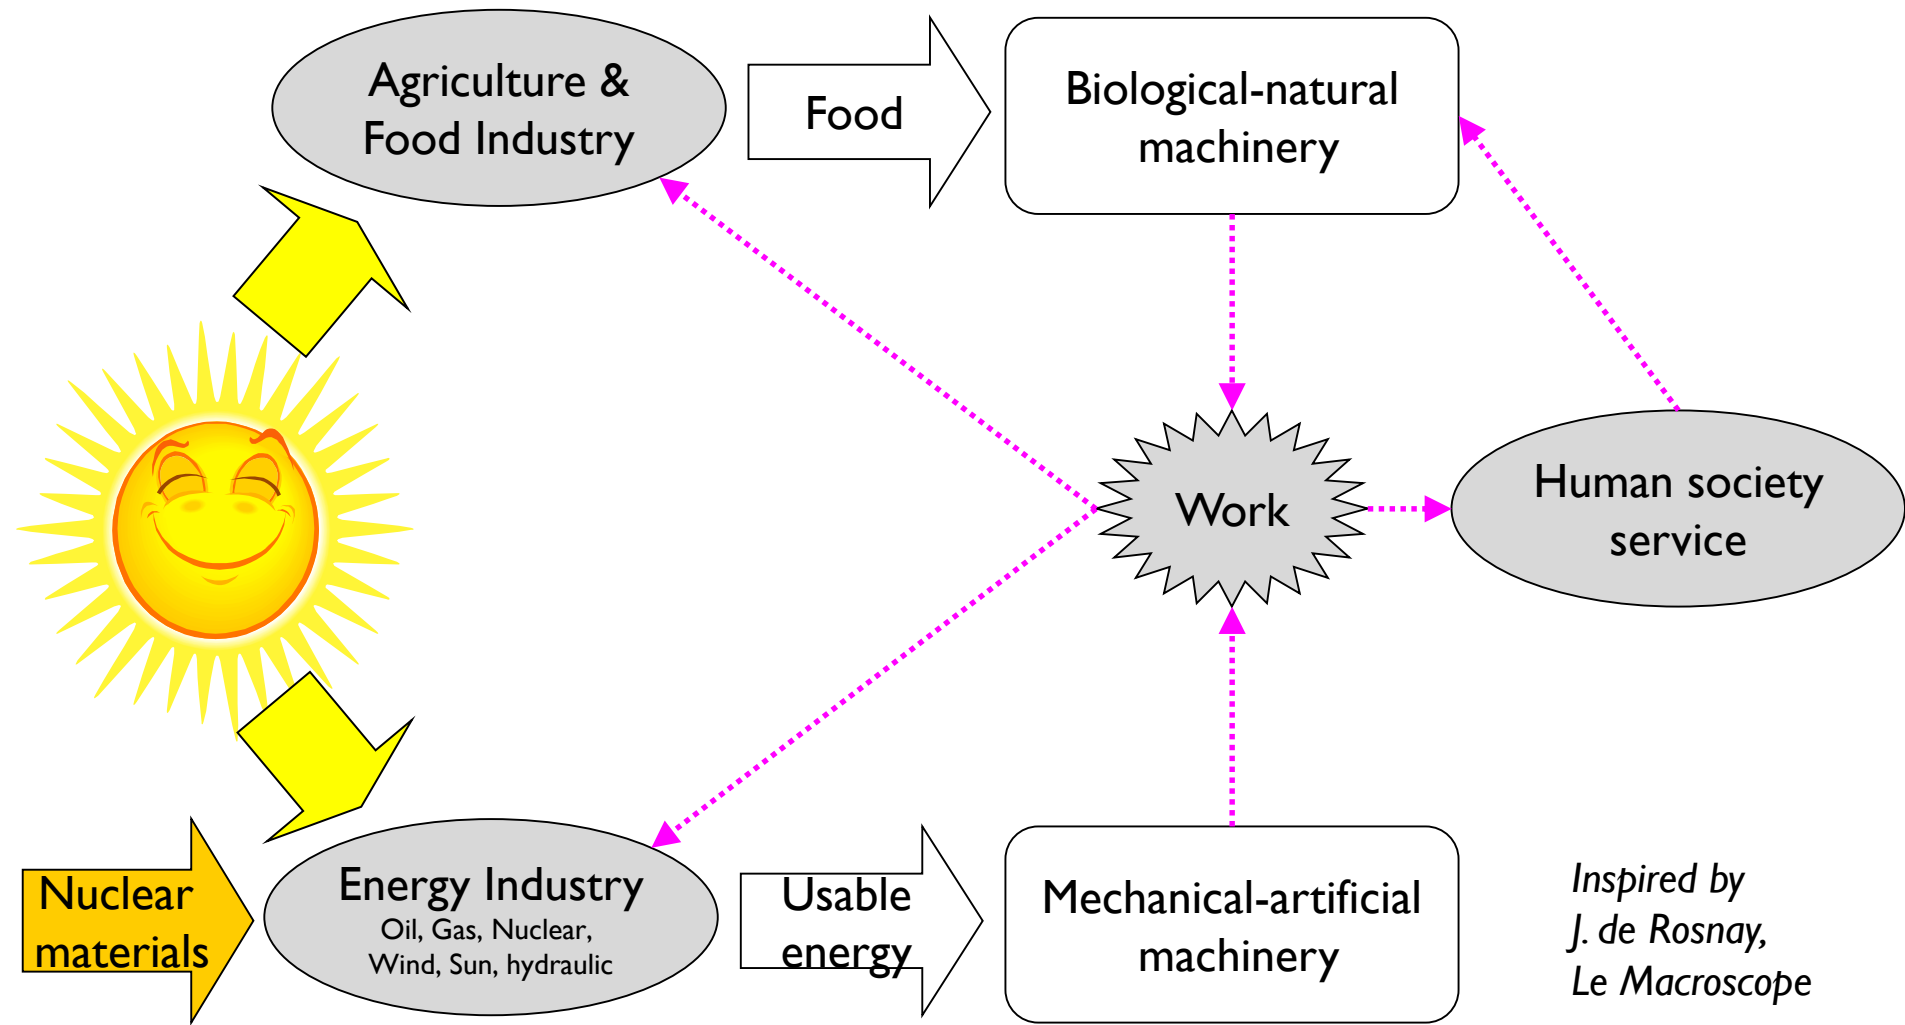 Agriculture &
Food Industry
Food
Biological-natural
machinery
Work
Human society
service
Nuclear
materials
Energy Industry
Oil, Gas, Nuclear,
Wind, Sun, hydraulic
Usable
energy
Mechanical-artificial
machinery
Inspired by
J. de Rosnay,
Le Macroscope